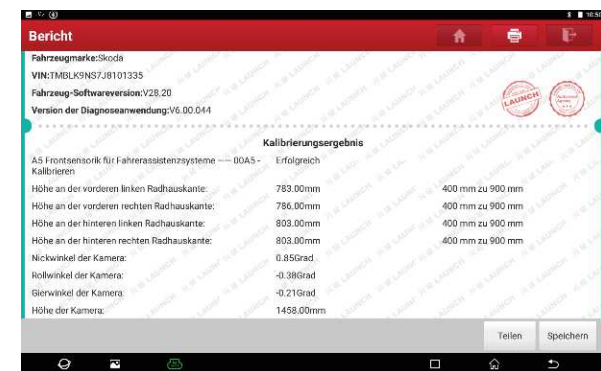 10:50
Bericht
Fahrzeugmarke:Skoda
VIN:TMBLK9NS7J8101335
Fahrzeug-Softwareversion:V28.20
Version der Diagnoseanwendung:V6.00.044
LAUNCH
Kalibrierungsergebnis
A5 Frontsensorik für Fahrerassistenzsysteme —— 00A5 - Erfolgreich
Kalibrieren
Höhe an der vorderen linken Radhauskante: 783.00mm 400 mm zu 900 mm
Höhe an der vorderen rechten Radhauskante: 786.00mm 400 mm zu 900 mm
Höhe an der hinteren linken Radhauskante: 803.00mm 400 mm zu 900 mm
Höhe an der hinteren rechten Radhauskante: 803.00mm 400 mm zu 900 mm
Nickwinkel der Kamera: 0.85Grad
Rollwinkel der Kamera: -0.38Grad
Gierwinkel der Kamera: -0.21Grad
Höhe der Kamera: 1458.00mm
Teilen Speichern